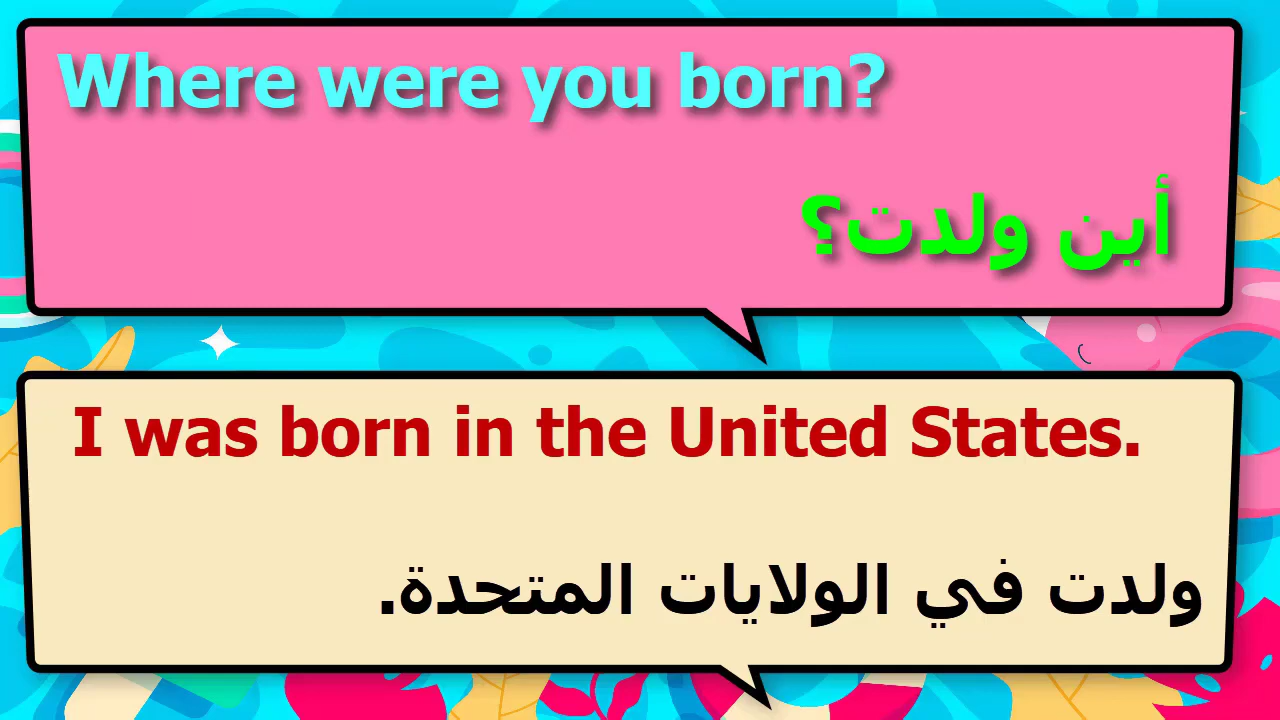 Where were you born?
أين ولدت؟
I was born in the United States.
ولدت في الولايات المتحدة.